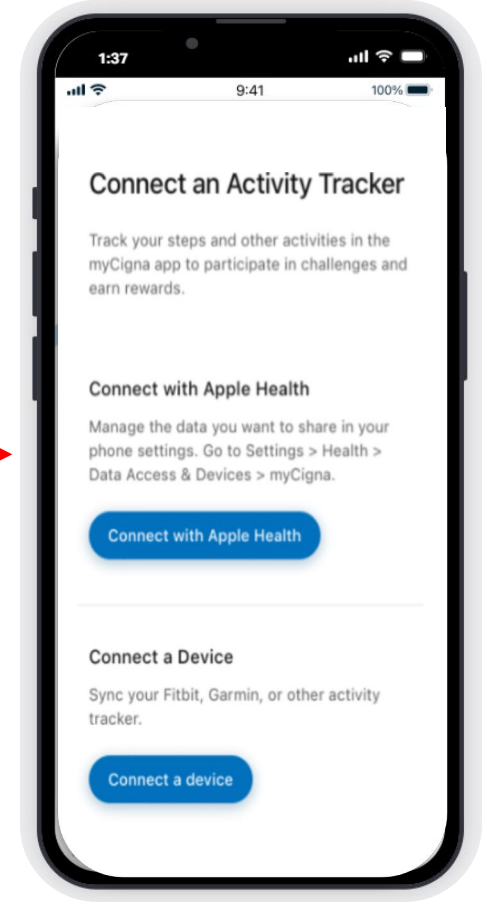 1:37
9:41 100%
Connect an Activity Tracker
Track your steps and other activities in the
myCigna app to participate in challenges and
earn rewards.
Connect with Apple Health
Manage the data you want to share in your
phone settings. Go to Settings > Health >
Data Access & Devices > myCigna.
Connect with Apple Health
Connect a Device
Sync your Fitbit, Garmin, or other activity
tracker.
Connect a device